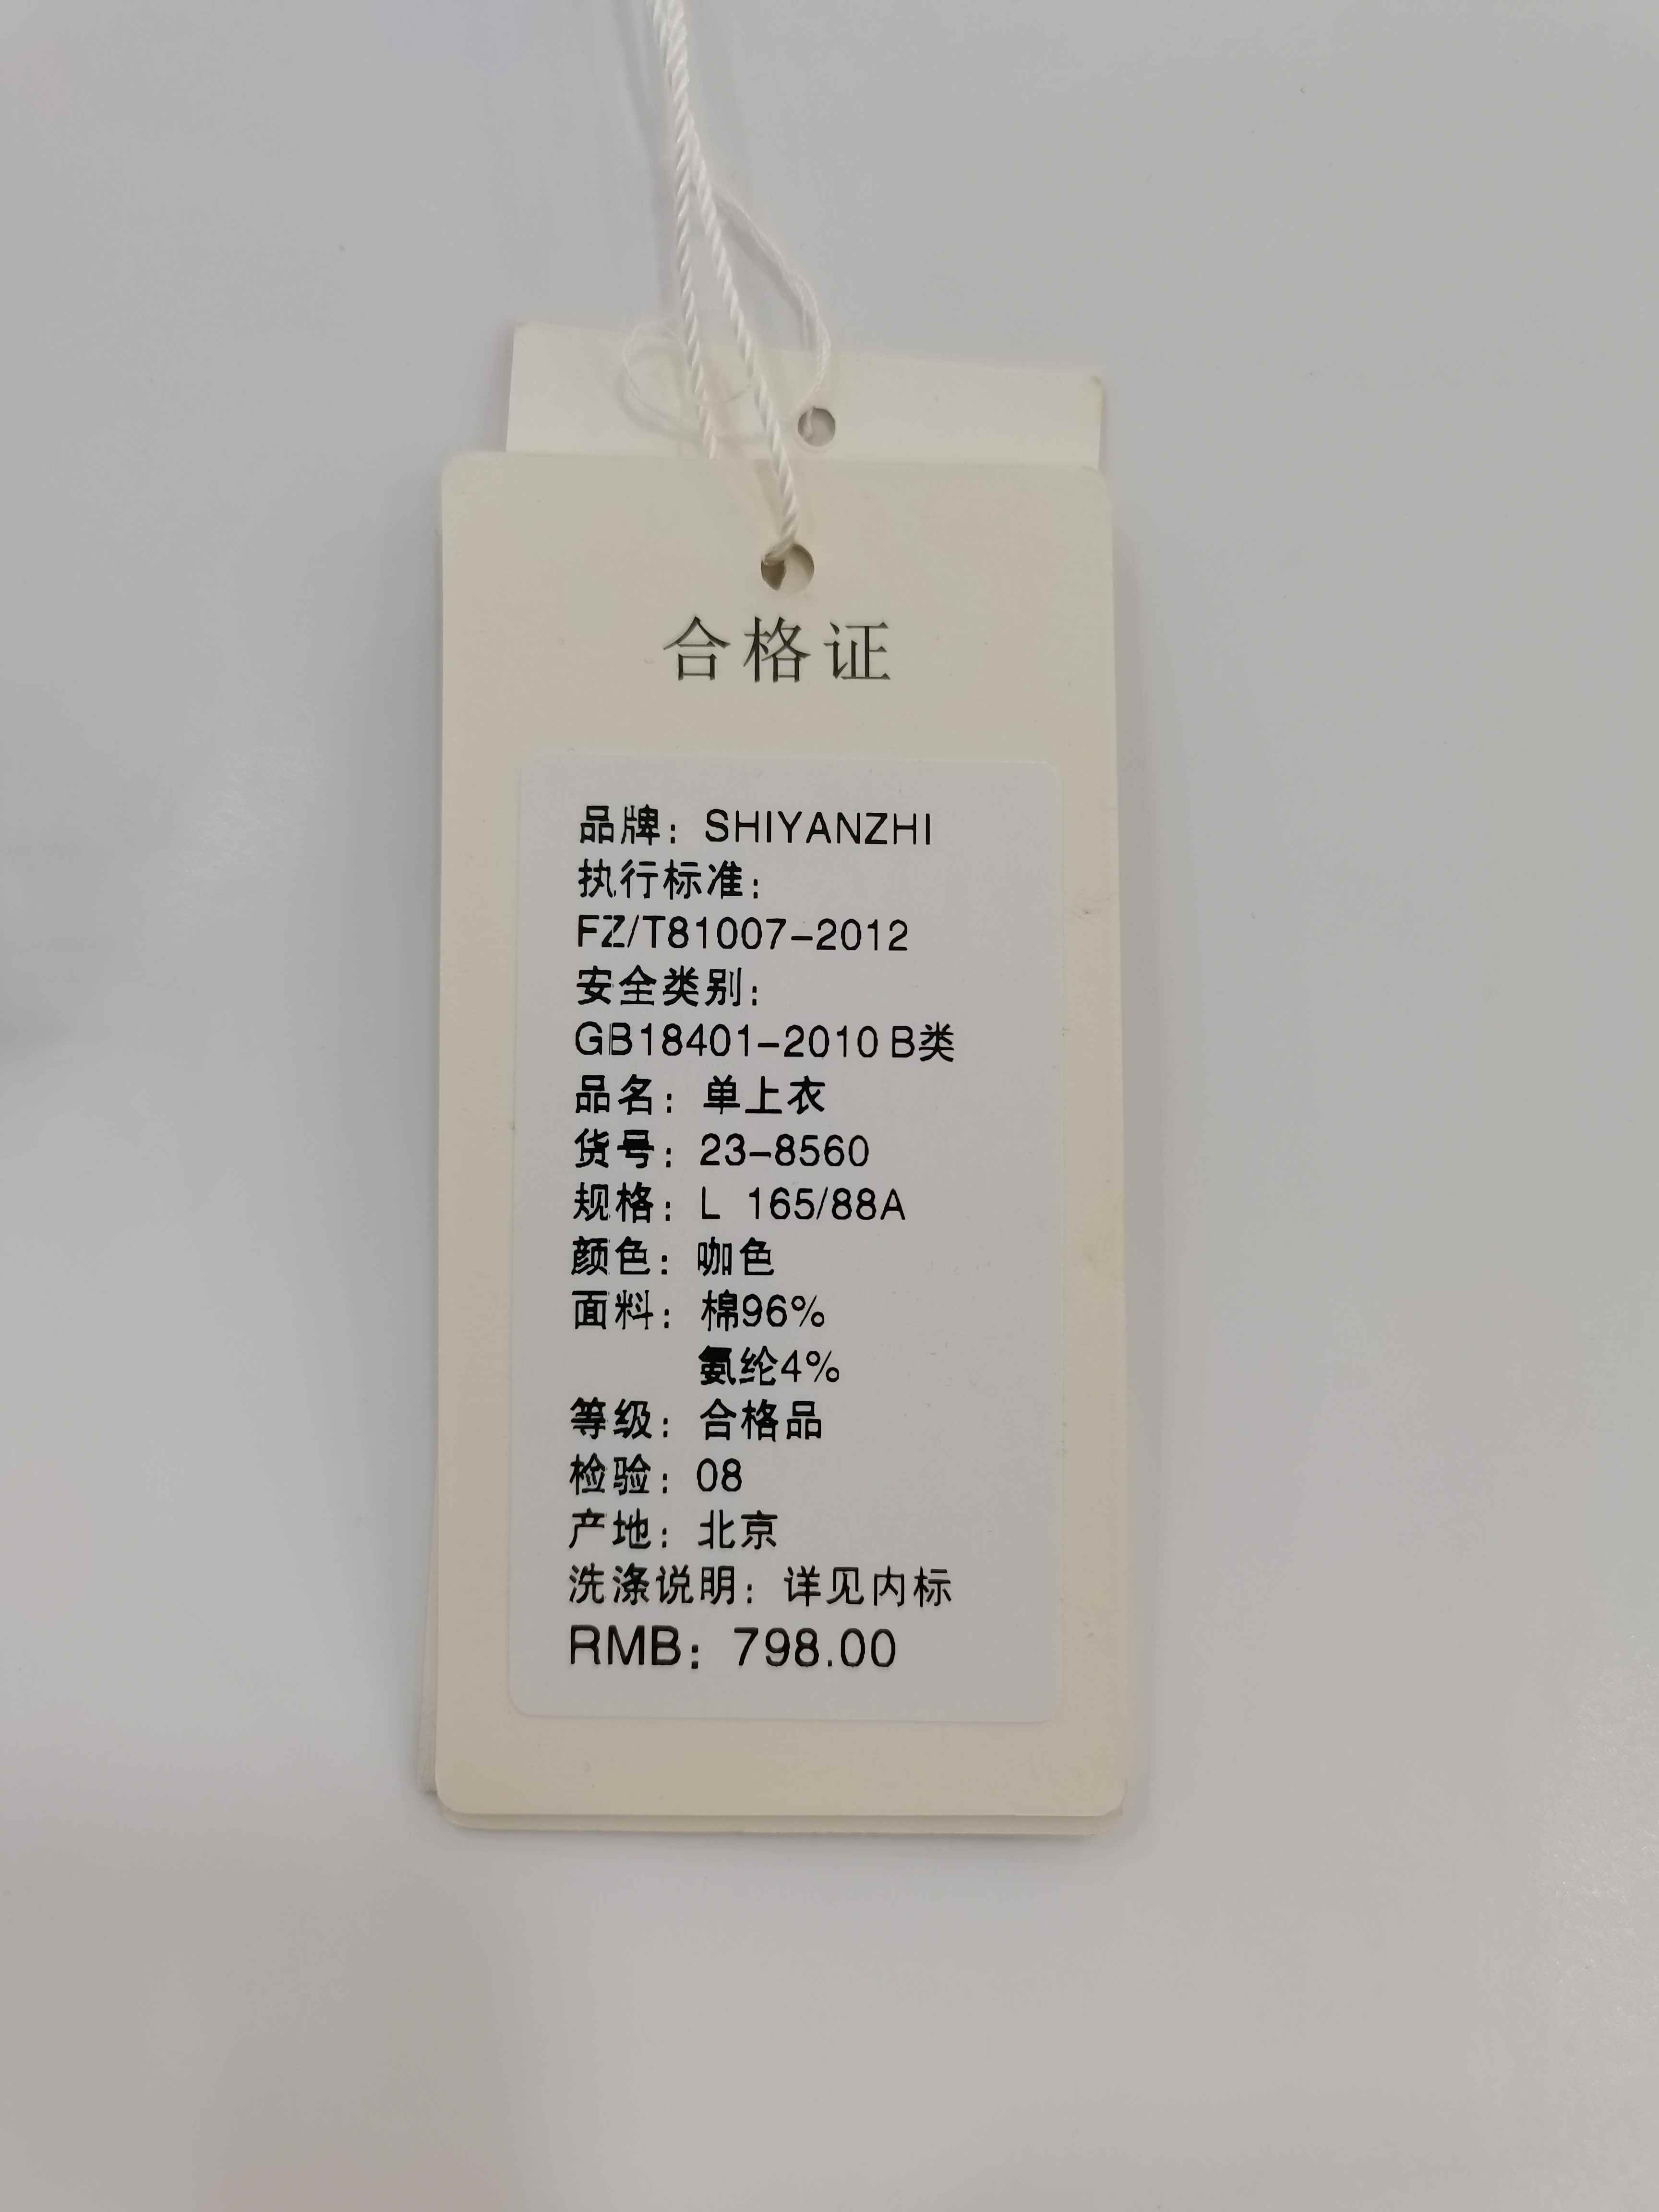 合格证
品牌：SHIYANZHI
执行标准：
FZ/T81007-2012
安全类别：
GB18401-2010 B类
品名：单上衣
货号：23-8560
规格：L 165/88A
颜色：咖色
面料：棉96%
氨纶4%
等级：合格品
检验：08
产地：北京
洗涤说明：详见内标
RMB：798.00